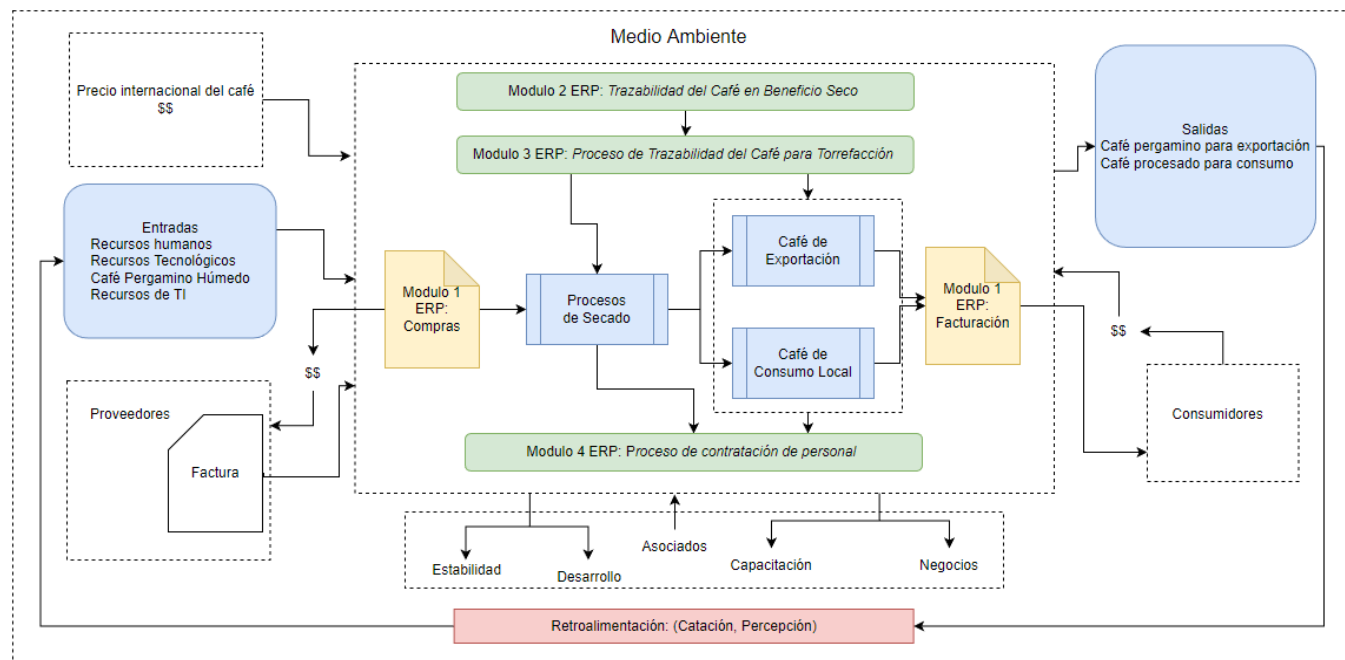 Medio Ambiente
Precio internacional del café
$$
Modulo 2 ERP: Trazabilidad del Café en Beneficio Seco
Modulo 3 ERP: Proceso de Trazabilidad del Café para Torrefacción
Salidas
Café pergamino para exportación
Café procesado para consumo
Entradas
Recursos humanos
Recursos Tecnológicos
Café Pergamino Húmedo
Recursos de TI
Modulo 1
ERP:
Compras
Procesos
de Secado
Café de
Exportación
Café de
Consumo Local
Modulo 1
ERP:
Facturación
$$
$$
Proveedores
Factura
Consumidores
Modulo 4 ERP: Proceso de contratación de personal
Estabilidad
Desarrollo
Asociados
Capacitación
Negocios
Retroalimentación: (Catación, Percepción)